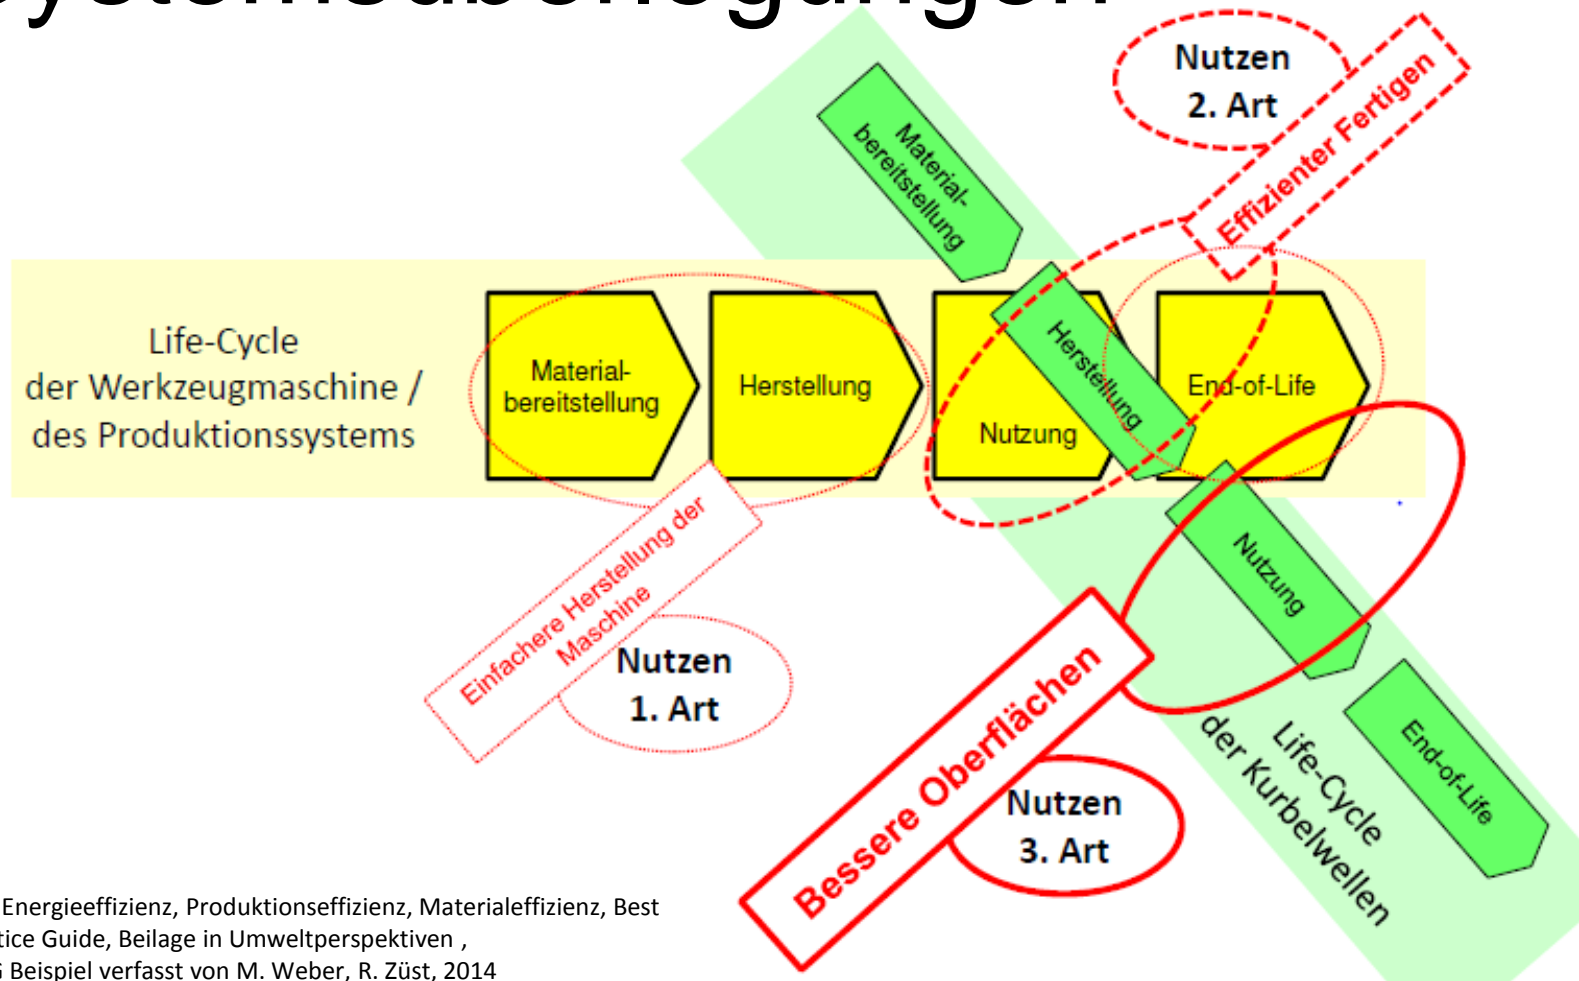 Systemsüberlegungen
Nutzen
2. Art
Effizienter Fertigen
Material-
bereitstellung
Life-Cycle
der Werkzeugmaschine /
des Produktionssystems
Material-
bereitstellung
Herstellung
Nutzung
Herstellung
End-of-Life
Einfachere Herstellung der
Maschine
Nutzen
1. Art
Nutzung
Bessere Oberflächen
Nutzen
3. Art
End-of-Life
Life-Cycle
der Kurbelwellen
Energieeffizienz, Produktionseffizienz, Materialeffizienz, Best
tice Guide, Beilage in Umweltperspektiven ,
Beispiel verfasst von M. Weber, R. Züst, 2014